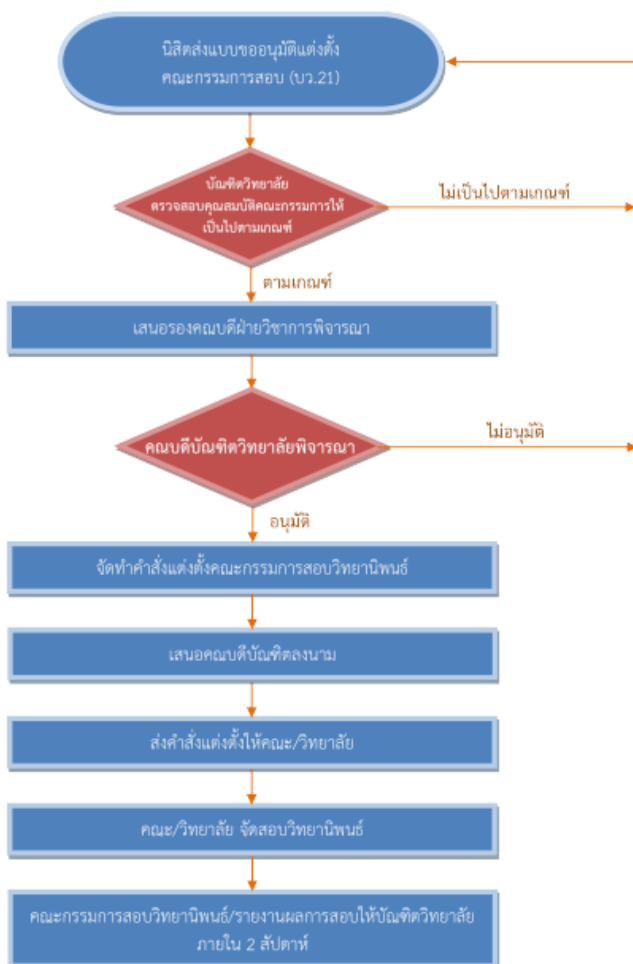 นิสิตส่งแบบขออนุมัติแต่งตั้ง
คณะกรรมการสอบ (บว.21)
บัณฑิตวิทยาลัย
ตรวจสอบคุณสมบัติคณะกรรมการให้
เป็นไปตามเกณฑ์
ไม่เป็นไปตามเกณฑ์
ตามเกณฑ์
เสนอรองคณบดีฝ่ายวิชาการพิจารณา
คณบดีบัณฑิตวิทยาลัยพิจารณา
ไม่อนุมัติ
อนุมัติ
จัดทำคำสั่งแต่งตั้งคณะกรรมการสอบวิทยานิพนธ์
เสนอคณบดีบัณฑิตลงนาม
ส่งคำสั่งแต่งตั้งให้คณะ/วิทยาลัย
คณะ/วิทยาลัย จัดสอบวิทยานิพนธ์
คณะกรรมการสอบวิทยานิพนธ์/รายงานผลการสอบให้บัณฑิตวิทยาลัย
ภายใน 2 สัปดาห์